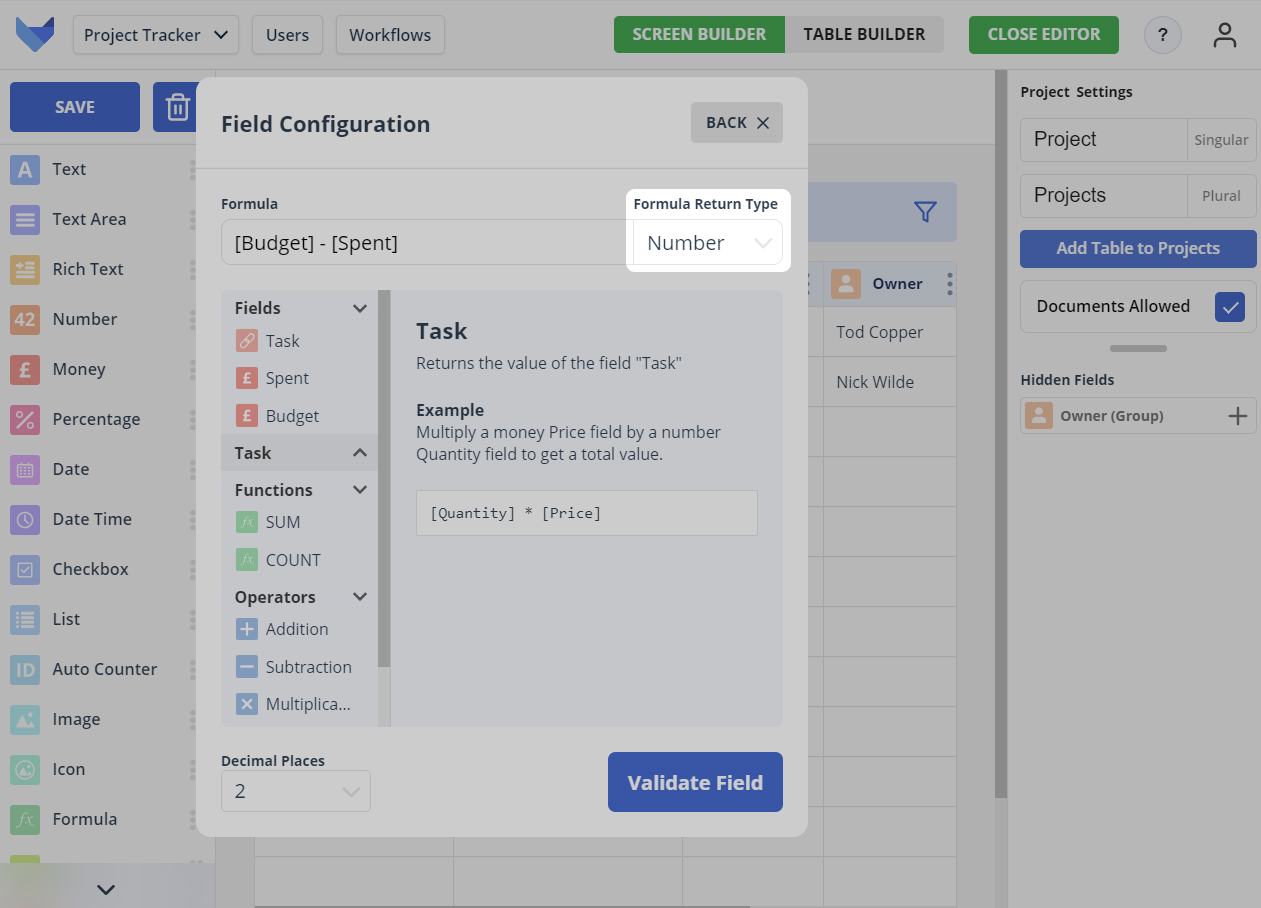 Project Tracker
Users
Workflows
SCREEN BUILDER
TABLE BUILDER
CLOSE EDITOR
?
SAVE
A Text
Text Area
Rich Text
42 Number
£ Money
Percentage
Date
Date Time
Checkbox
List
ID Auto Counter
Image
Icon
fx Formula
Field Configuration
BACK
Formula
[Budget] - [Spent]
Formula Return Type
Number
Fields
Task
£ Spent
£ Budget
Task
Functions
fx SUM
fx COUNT
Operators
Addition
Subtraction
Multiplica...
Task
Returns the value of the field "Task"
Example
Multiply a money Price field by a number
Quantity field to get a total value.
[Quantity] * [Price]
Decimal Places
2
Validate Field
Owner
Tod Copper
Nick Wilde
Project Settings
Project Singular
Projects Plural
Add Table to Projects
Documents Allowed
Hidden Fields
Owner (Group)